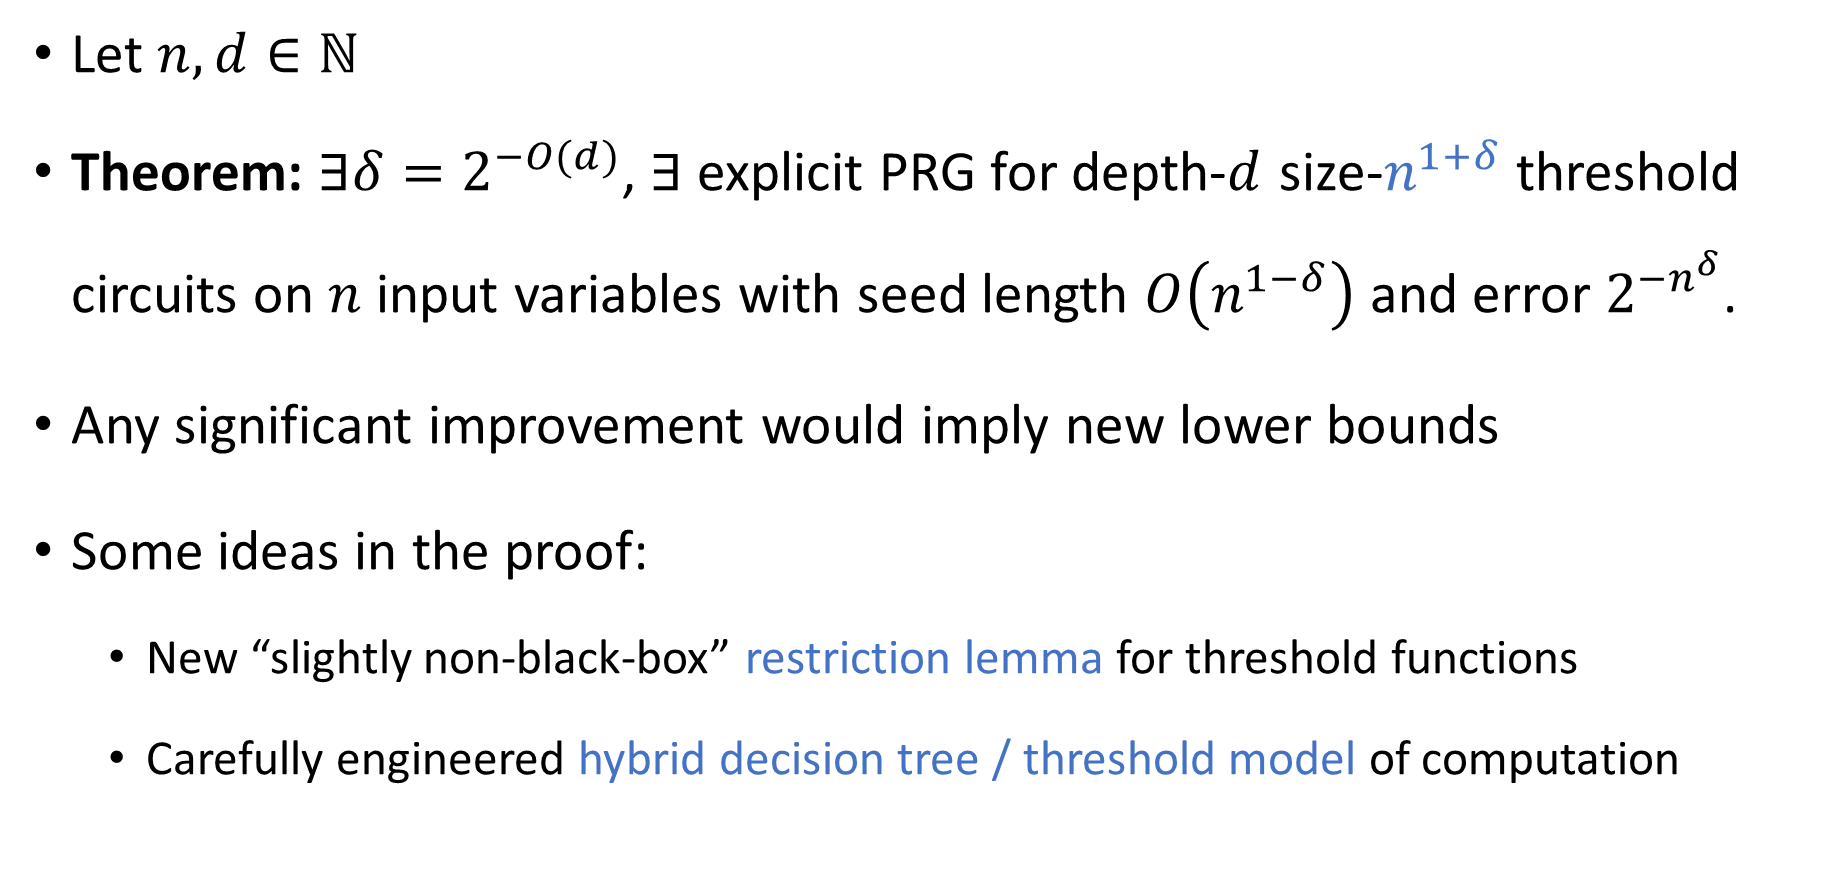 • Let 𝑛, 𝑑 ∈ ℕ
• Theorem: ∃𝛿 = 2^{−𝑂(𝑑)}, ∃ explicit PRG for depth-𝑑 size-𝑛^{1+𝛿} threshold
circuits on 𝑛 input variables with seed length 𝑂(𝑛^{1−𝛿}) and error 2^{−𝑛^𝛿}.
• Any significant improvement would imply new lower bounds
• Some ideas in the proof:
• New “slightly non-black-box” restriction lemma for threshold functions
• Carefully engineered hybrid decision tree / threshold model of computation